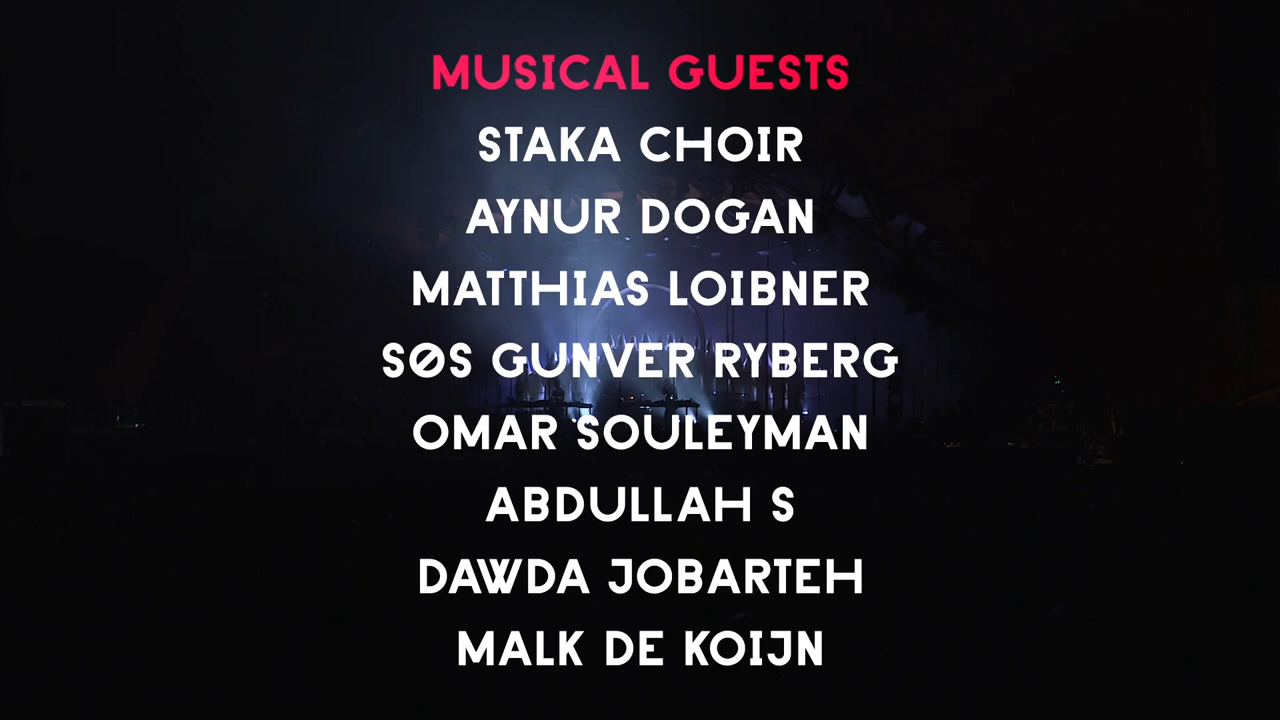 MUSICAL GUESTS
STAKA CHOIR
AYNUR DOGAN
MATTHIAS LOIBNER
SØS GUNVER RYBERG
OMAR SOULEYMAN
ABDULLAH S
DAWDA JOBARTEH
MALK DE KOIJN